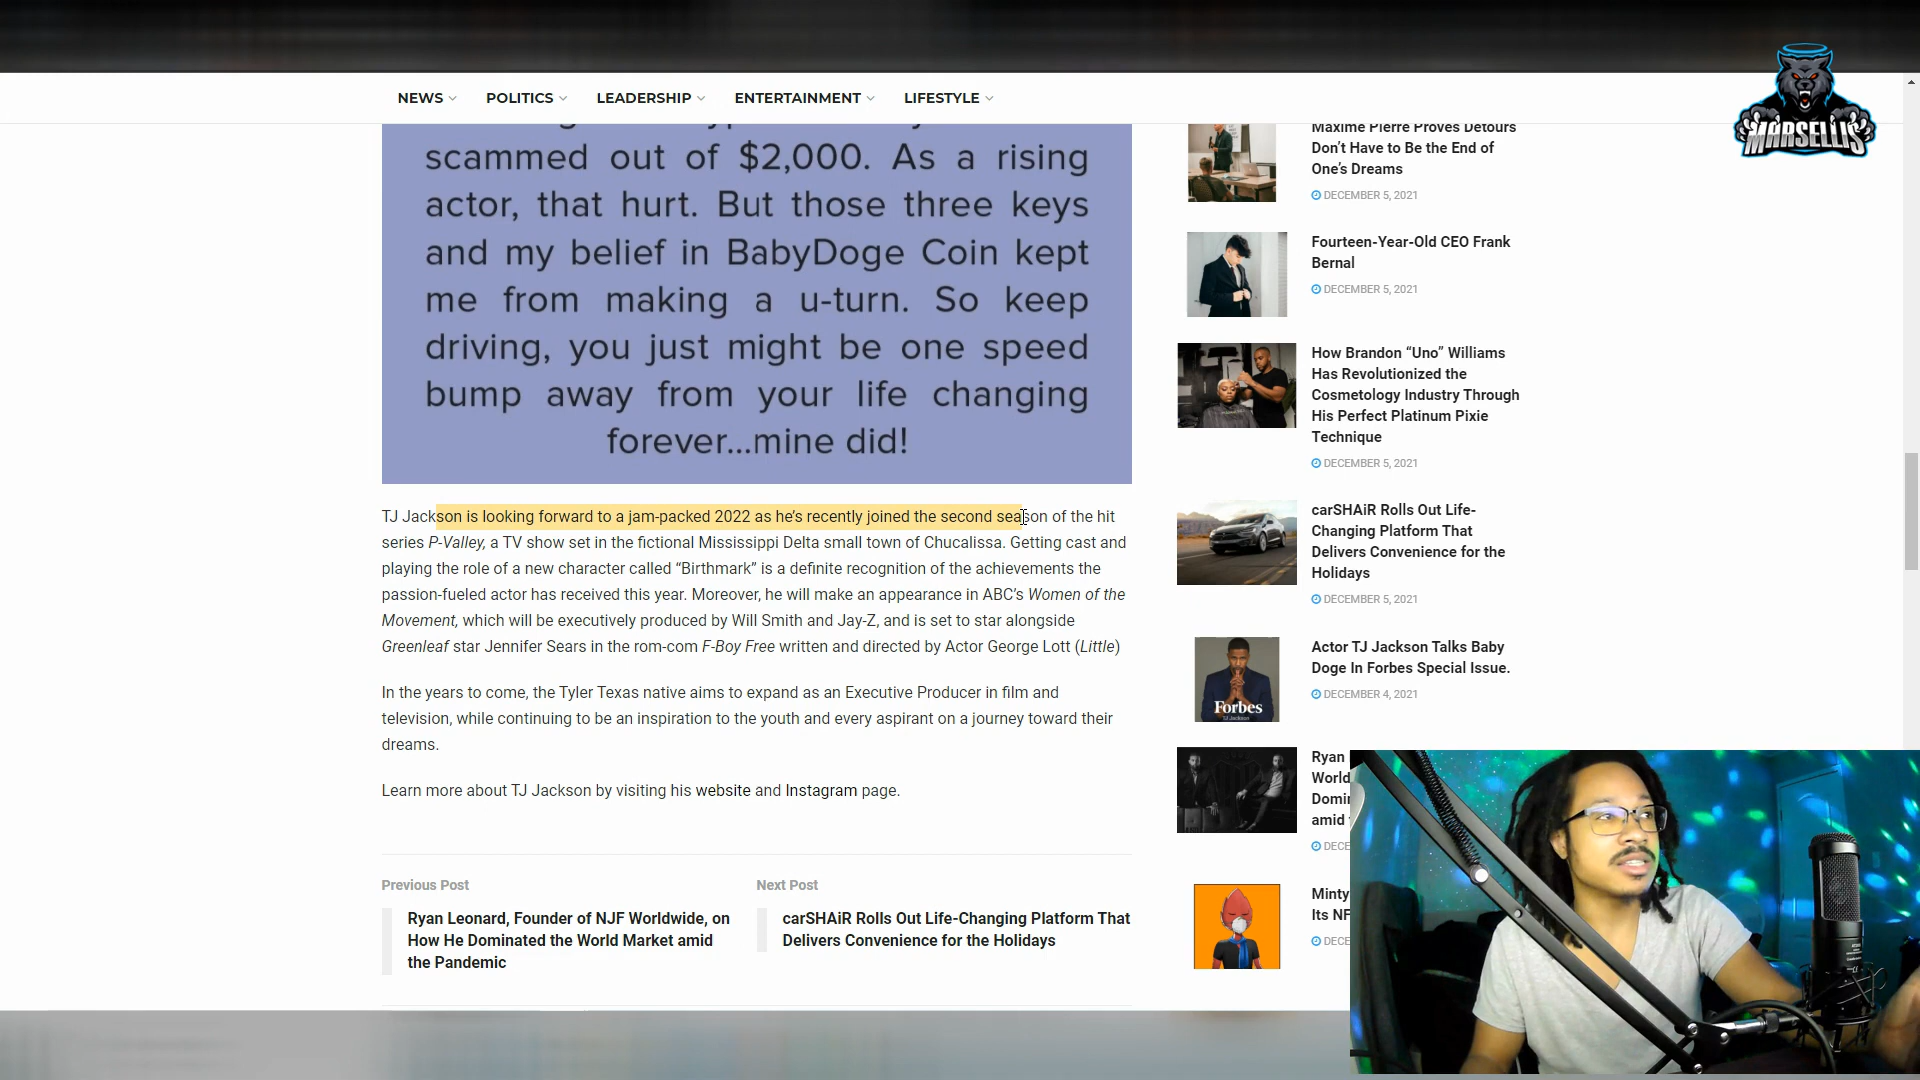 NEWS POLITICS LEADERSHIP ENTERTAINMENT LIFESTYLE
MARSELLIS
scammed out of $2,000. As a rising
actor, that hurt. But those three keys
and my belief in BabyDoge Coin kept
me from making a u-turn. So keep
driving, you just might be one speed
bump away from your life changing
forever...mine did!
TJ Jackson is looking forward to a jam-packed 2022 as he’s recently joined the second season of the hit
series P-Valley, a TV show set in the fictional Mississippi Delta small town of Chucalissa. Getting cast and
playing the role of a new character called “Birthmark” is a definite recognition of the achievements the
passion-fueled actor has received this year. Moreover, he will make an appearance in ABC’s Women of the
Movement, which will be executively produced by Will Smith and Jay-Z, and is set to star alongside
Greenleaf star Jennifer Sears in the rom-com F-Boy Free written and directed by Actor George Lott (Little)
In the years to come, the Tyler Texas native aims to expand as an Executive Producer in film and
television, while continuing to be an inspiration to the youth and every aspirant on a journey toward their
dreams.
Learn more about TJ Jackson by visiting his website and Instagram page.
Previous Post
Ryan Leonard, Founder of NJF Worldwide, on
How He Dominated the World Market amid
the Pandemic
Next Post
carSHAiR Rolls Out Life-Changing Platform That
Delivers Convenience for the Holidays
Maxime Pierre Proves Detours
Don’t Have to Be the End of
One’s Dreams
DECEMBER 5, 2021
Fourteen-Year-Old CEO Frank
Bernal
DECEMBER 5, 2021
How Brandon “Uno” Williams
Has Revolutionized the
Cosmetology Industry Through
His Perfect Platinum Pixie
Technique
DECEMBER 5, 2021
carSHAiR Rolls Out Life-
Changing Platform That
Delivers Convenience for the
Holidays
DECEMBER 5, 2021
Forbes
TJ Jackson
Actor TJ Jackson Talks Baby
Doge In Forbes Special Issue.
DECEMBER 4, 2021
Ryan
World
Domi
amid
DECE
Minty
Its NF
DECE